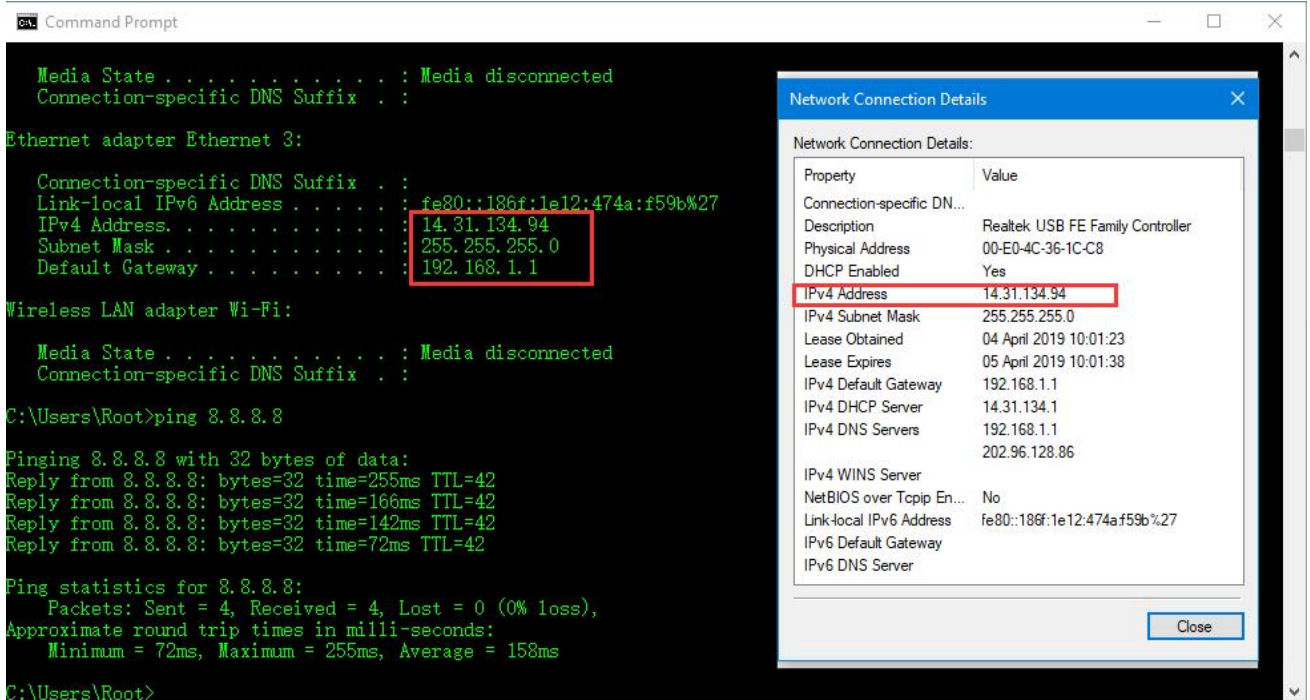 Command Prompt
Media State . . . . . . . . . . . : Media disconnected
Connection-specific DNS Suffix . :
Ethernet adapter Ethernet 3:
Connection-specific DNS Suffix . :
Link-local IPv6 Address . . . . . : fe80::186f:1e12:474a:f59b%27
IPv4 Address. . . . . . . . . . . : 14.31.134.94
Subnet Mask . . . . . . . . . . . : 255.255.255.0
Default Gateway . . . . . . . . . : 192.168.1.1
Wireless LAN adapter Wi-Fi:
Media State . . . . . . . . . . . : Media disconnected
Connection-specific DNS Suffix . :
C:\Users\Root>ping 8.8.8.8
Pinging 8.8.8.8 with 32 bytes of data:
Reply from 8.8.8.8: bytes=32 time=255ms TTL=42
Reply from 8.8.8.8: bytes=32 time=166ms TTL=42
Reply from 8.8.8.8: bytes=32 time=142ms TTL=42
Reply from 8.8.8.8: bytes=32 time=72ms TTL=42
Ping statistics for 8.8.8.8:
Packets: Sent = 4, Received = 4, Lost = 0 (0% loss),
Approximate round trip times in milli-seconds:
Minimum = 72ms, Maximum = 255ms, Average = 158ms
C:\Users\Root>
Network Connection Details
Network Connection Details:
Property Value
Connection-specific DN...
Description Realtek USB FE Family Controller
Physical Address 00-E0-4C-36-1C-C8
DHCP Enabled Yes
IPv4 Address 14.31.134.94
IPv4 Subnet Mask 255.255.255.0
Lease Obtained 04 April 2019 10:01:23
Lease Expires 05 April 2019 10:01:38
IPv4 Default Gateway 192.168.1.1
IPv4 DHCP Server 14.31.134.1
IPv4 DNS Servers 192.168.1.1
202.96.128.86
IPv4 WINS Server
NetBIOS over Tcpip En... No
Link-local IPv6 Address fe80::186f:1e12:474a:f59b%27
IPv6 Default Gateway
IPv6 DNS Server
Close